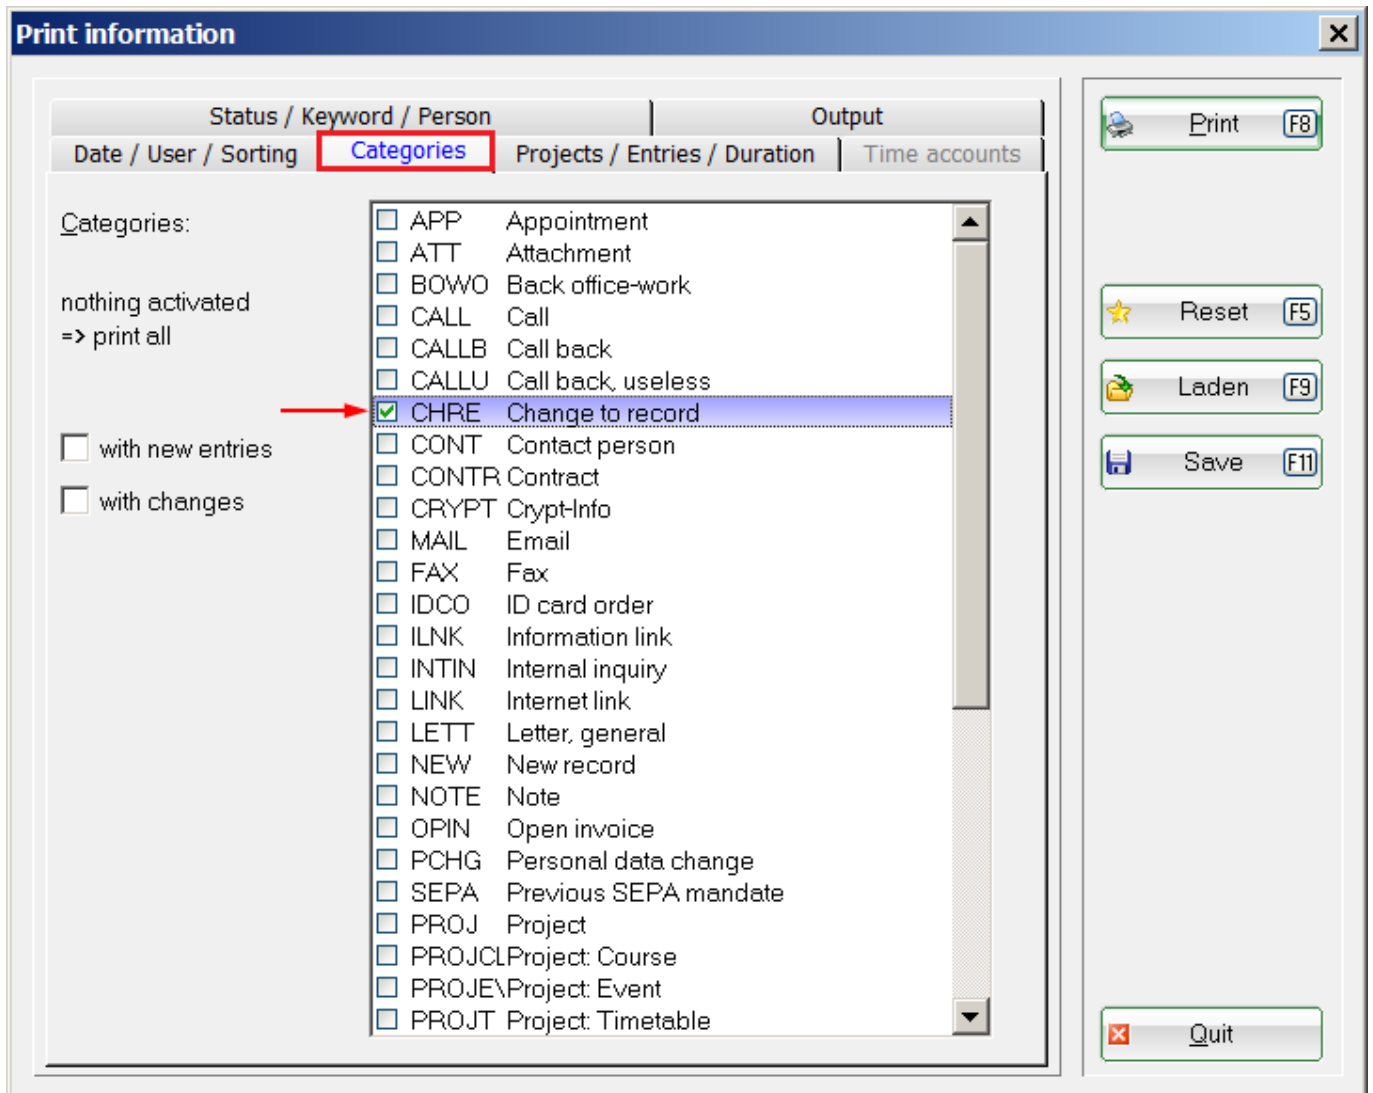 Print information
Status / Keyword / Person
Output
Date / User / Sorting
Categories
Projects / Entries / Duration
Time accounts
Categories:
nothing activated
=> print all
with new entries
with changes
APP Appointment
ATT Attachment
BOWO Back office-work
CALL Call
CALLB Call back
CALLU Call back, useless
CHRE Change to record
CONT Contact person
CONTR Contract
CRYPT Crypt-Info
MAIL Email
FAX Fax
IDCO ID card order
ILNK Information link
INTIN Internal inquiry
LINK Internet link
LETT Letter, general
NEW New record
NOTE Note
OPIN Open invoice
PCHG Personal data change
SEPA Previous SEPA mandate
PROJ Project
PROJCL Project: Course
PROJE Project: Event
PROJT Project: Timetable
Print F8
Reset F5
Laden F9
Save F11
Quit